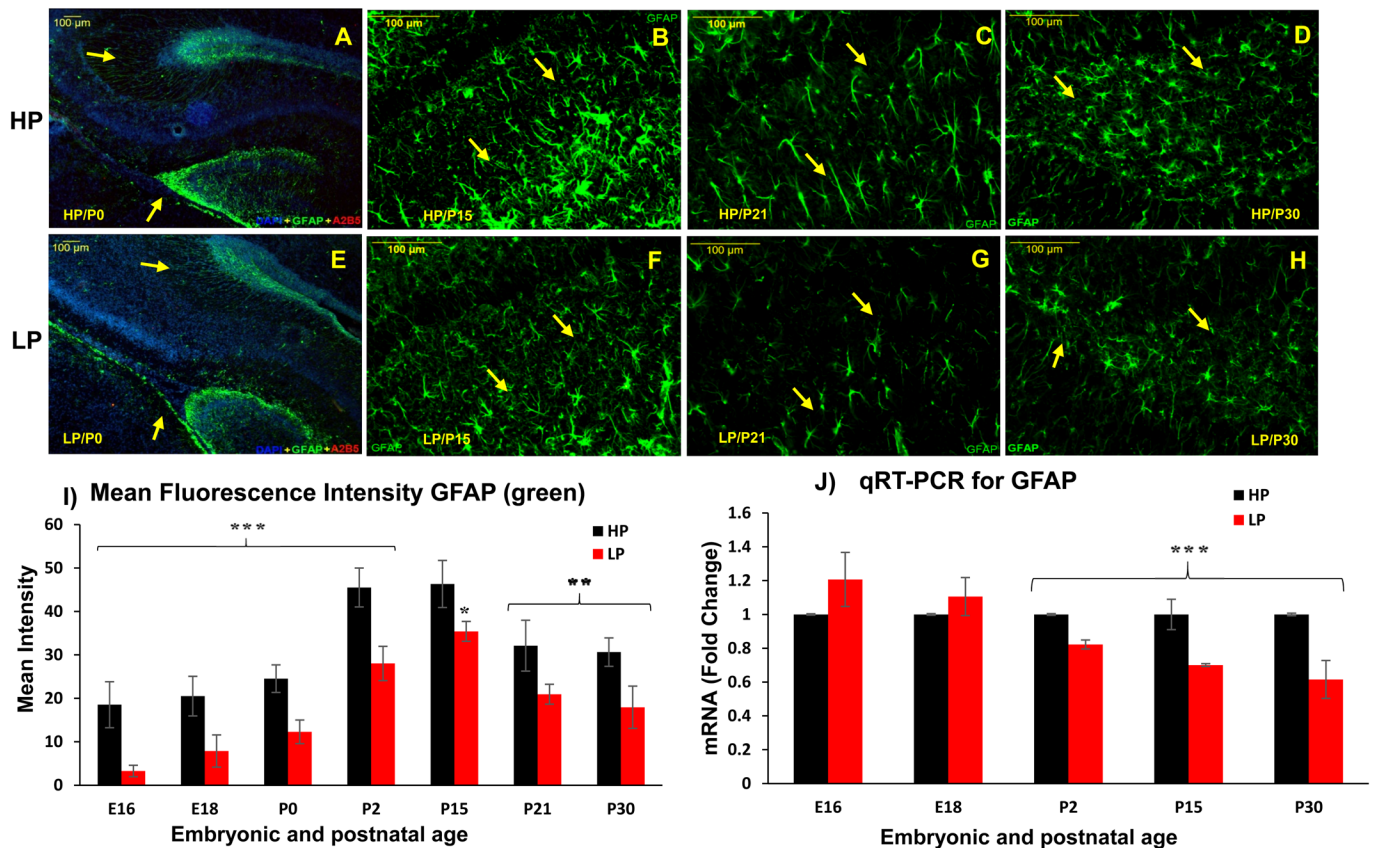 HP
100 µm
A
HP/P0
DAPI+GFAP+A2B5
100 µm
GFAP
B
HP/P15
100 µm
C
HP/P21
GFAP
100 µm
D
GFAP
HP/P30
LP
100 µm
E
LP/P0
DAPI+GFAP+A2B5
100 µm
F
GFAP
LP/P15
100 µm
G
LP/P21
GFAP
100 µm
H
GFAP
LP/P30
I) Mean Fluorescence Intensity GFAP (green)
HP
LP
***
*
**
Mean Intensity
60
50
40
30
20
10
0
E16 E18 P0 P2 P15 P21 P30
Embryonic and postnatal age
J) qRT-PCR for GFAP
HP
LP
***
mRNA (Fold Change)
1.6
1.4
1.2
1
0.8
0.6
0.4
0.2
0
E16 E18 P2 P15 P30
Embryonic and postnatal age